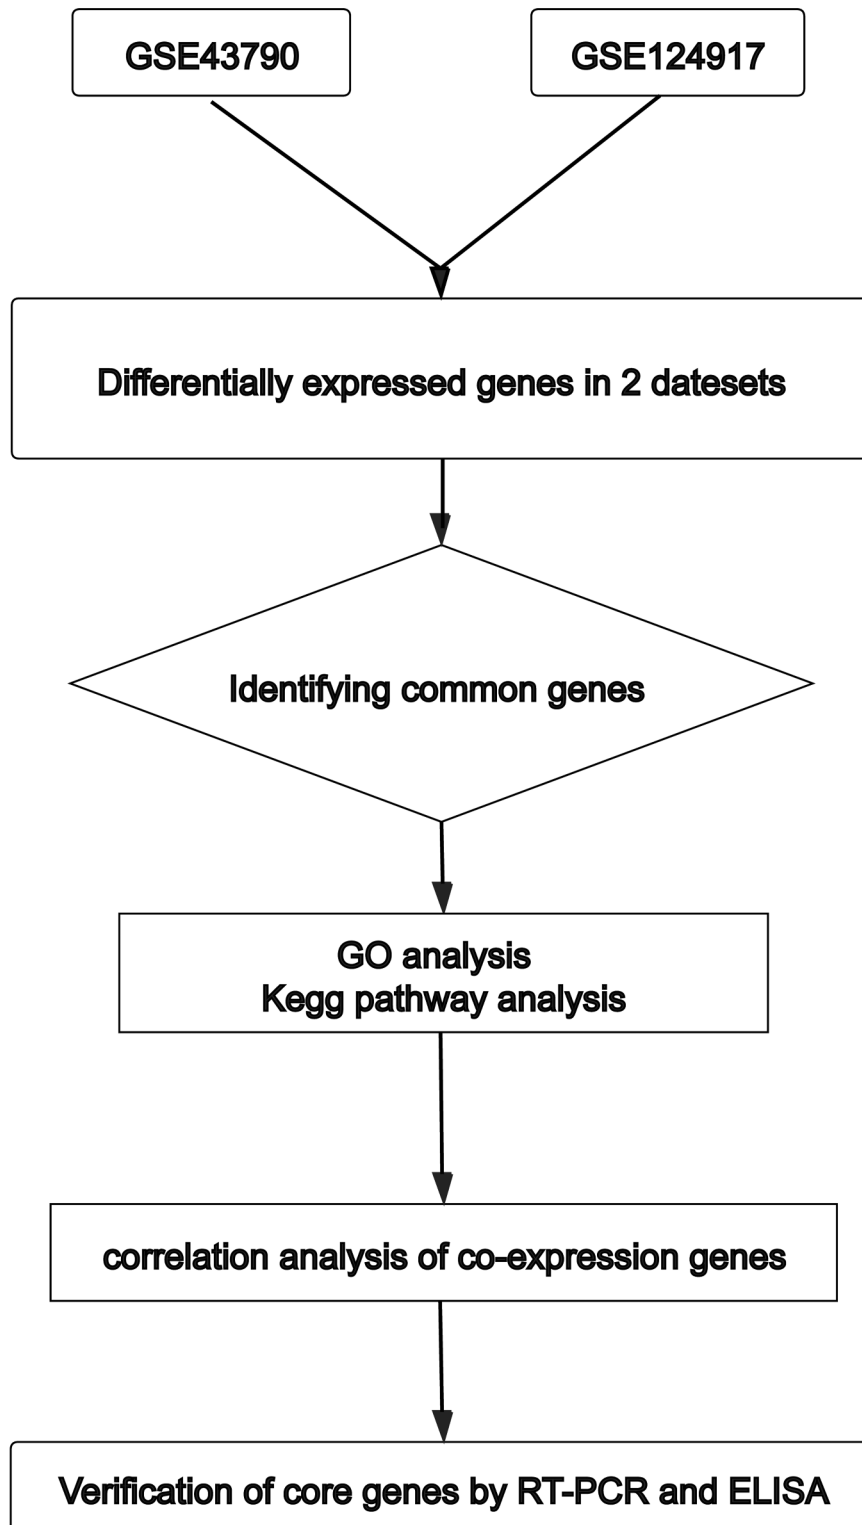 GSE43790
GSE124917
Differentially expressed genes in 2 datesets
Identifying common genes
GO analysis
Kegg pathway analysis
correlation analysis of co-expression genes
Verification of core genes by RT-PCR and ELISA